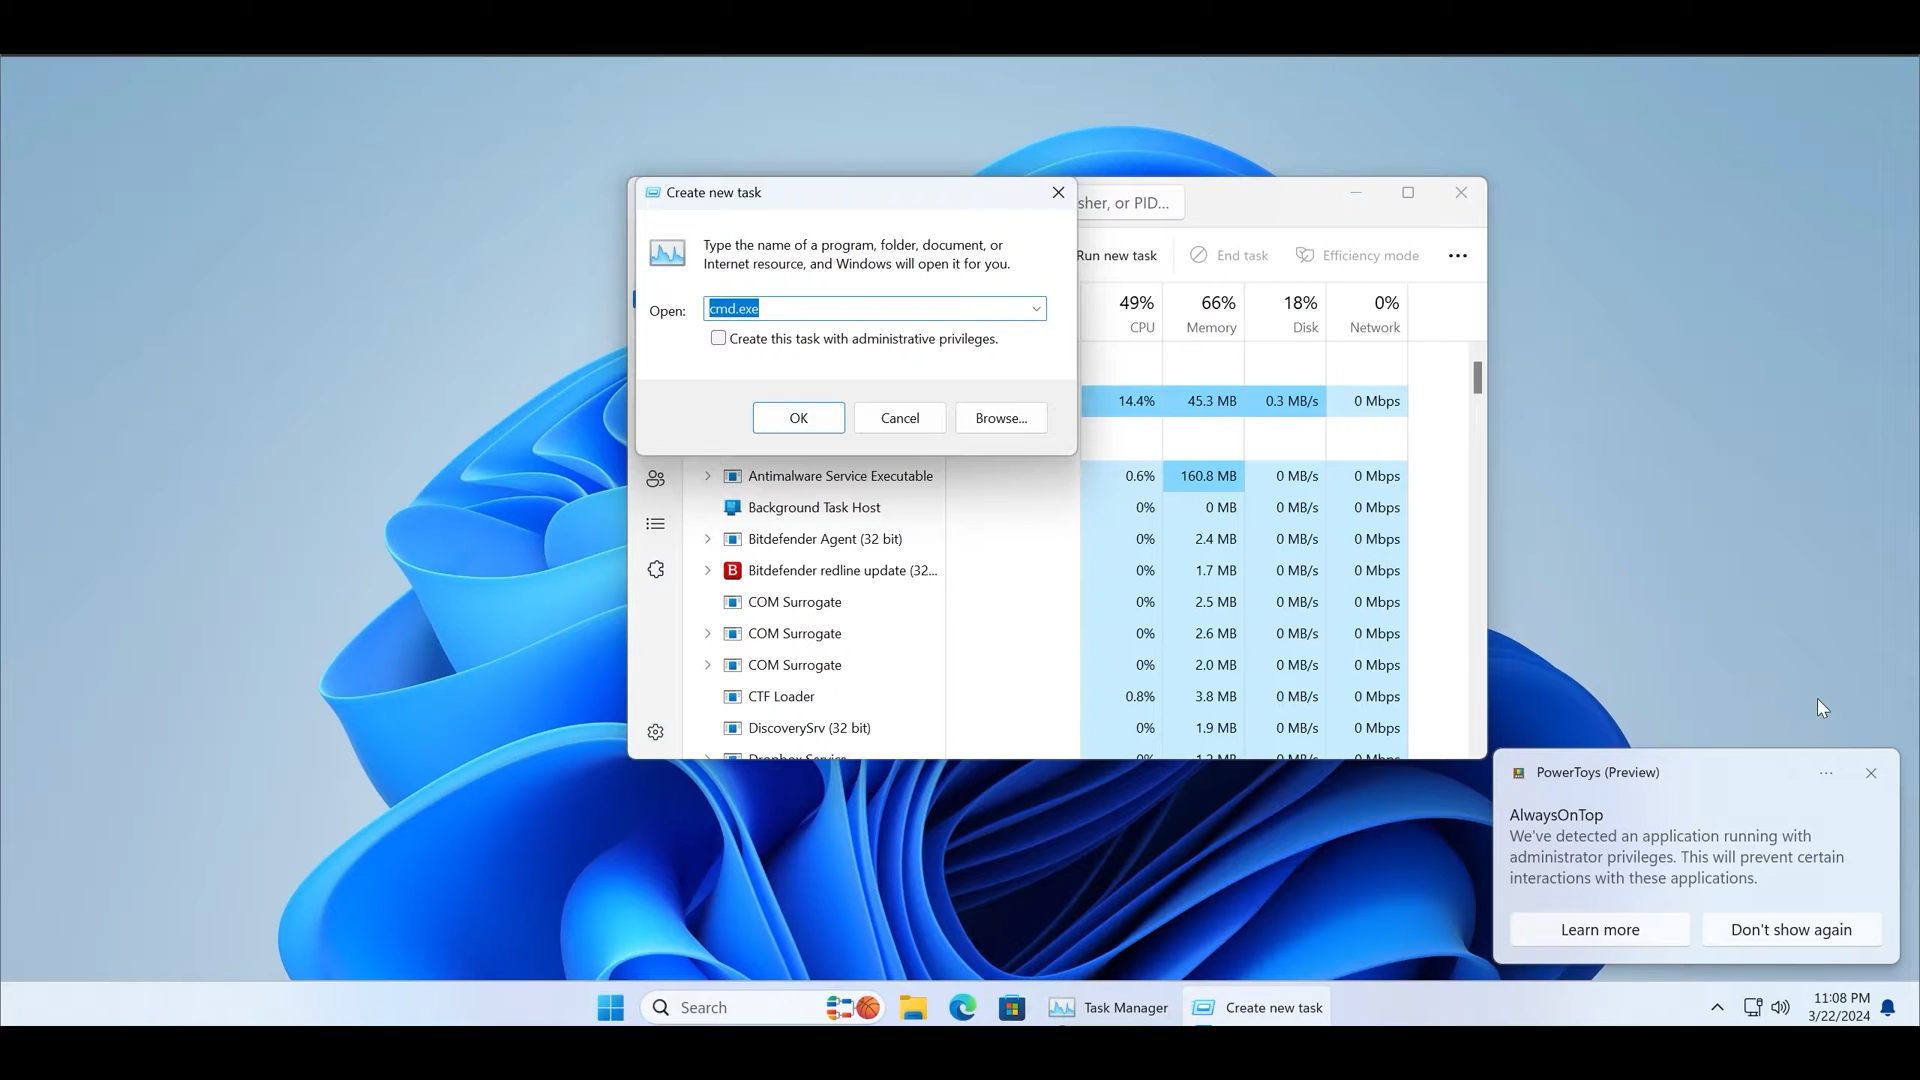 Create new task
Type the name of a program, folder, document, or
Internet resource, and Windows will open it for you.
Open:
cmd.exe
Create this task with administrative privileges.
OK
Cancel
Browse...
sher, or PID...
Run new task
End task
Efficiency mode
49% 66% 18% 0%
CPU Memory Disk Network
14.4% 45.3 MB 0.3 MB/s 0 Mbps
Antimalware Service Executable 0.6% 160.8 MB 0 MB/s 0 Mbps
Background Task Host 0% 0 MB 0 MB/s 0 Mbps
Bitdefender Agent (32 bit) 0% 2.4 MB 0 MB/s 0 Mbps
B Bitdefender redline update (32... 0% 1.7 MB 0 MB/s 0 Mbps
COM Surrogate 0% 2.5 MB 0 MB/s 0 Mbps
COM Surrogate 0% 2.6 MB 0 MB/s 0 Mbps
COM Surrogate 0% 2.0 MB 0 MB/s 0 Mbps
CTF Loader 0.8% 3.8 MB 0 MB/s 0 Mbps
DiscoverySrv (32 bit) 0% 1.9 MB 0 MB/s 0 Mbps
Dropbox Service 0% 1.2 MB 0 MB/s 0 Mbps
PowerToys (Preview)
AlwaysOnTop
We've detected an application running with
administrator privileges. This will prevent certain
interactions with these applications.
Learn more
Don't show again
Search
Task Manager
Create new task
11:08 PM
3/22/2024